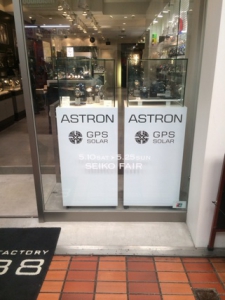 ASTRON
GPS
SOLAR
ASTRON
GPS
SOLAR
SEIKO FAIR
FACTORY
88